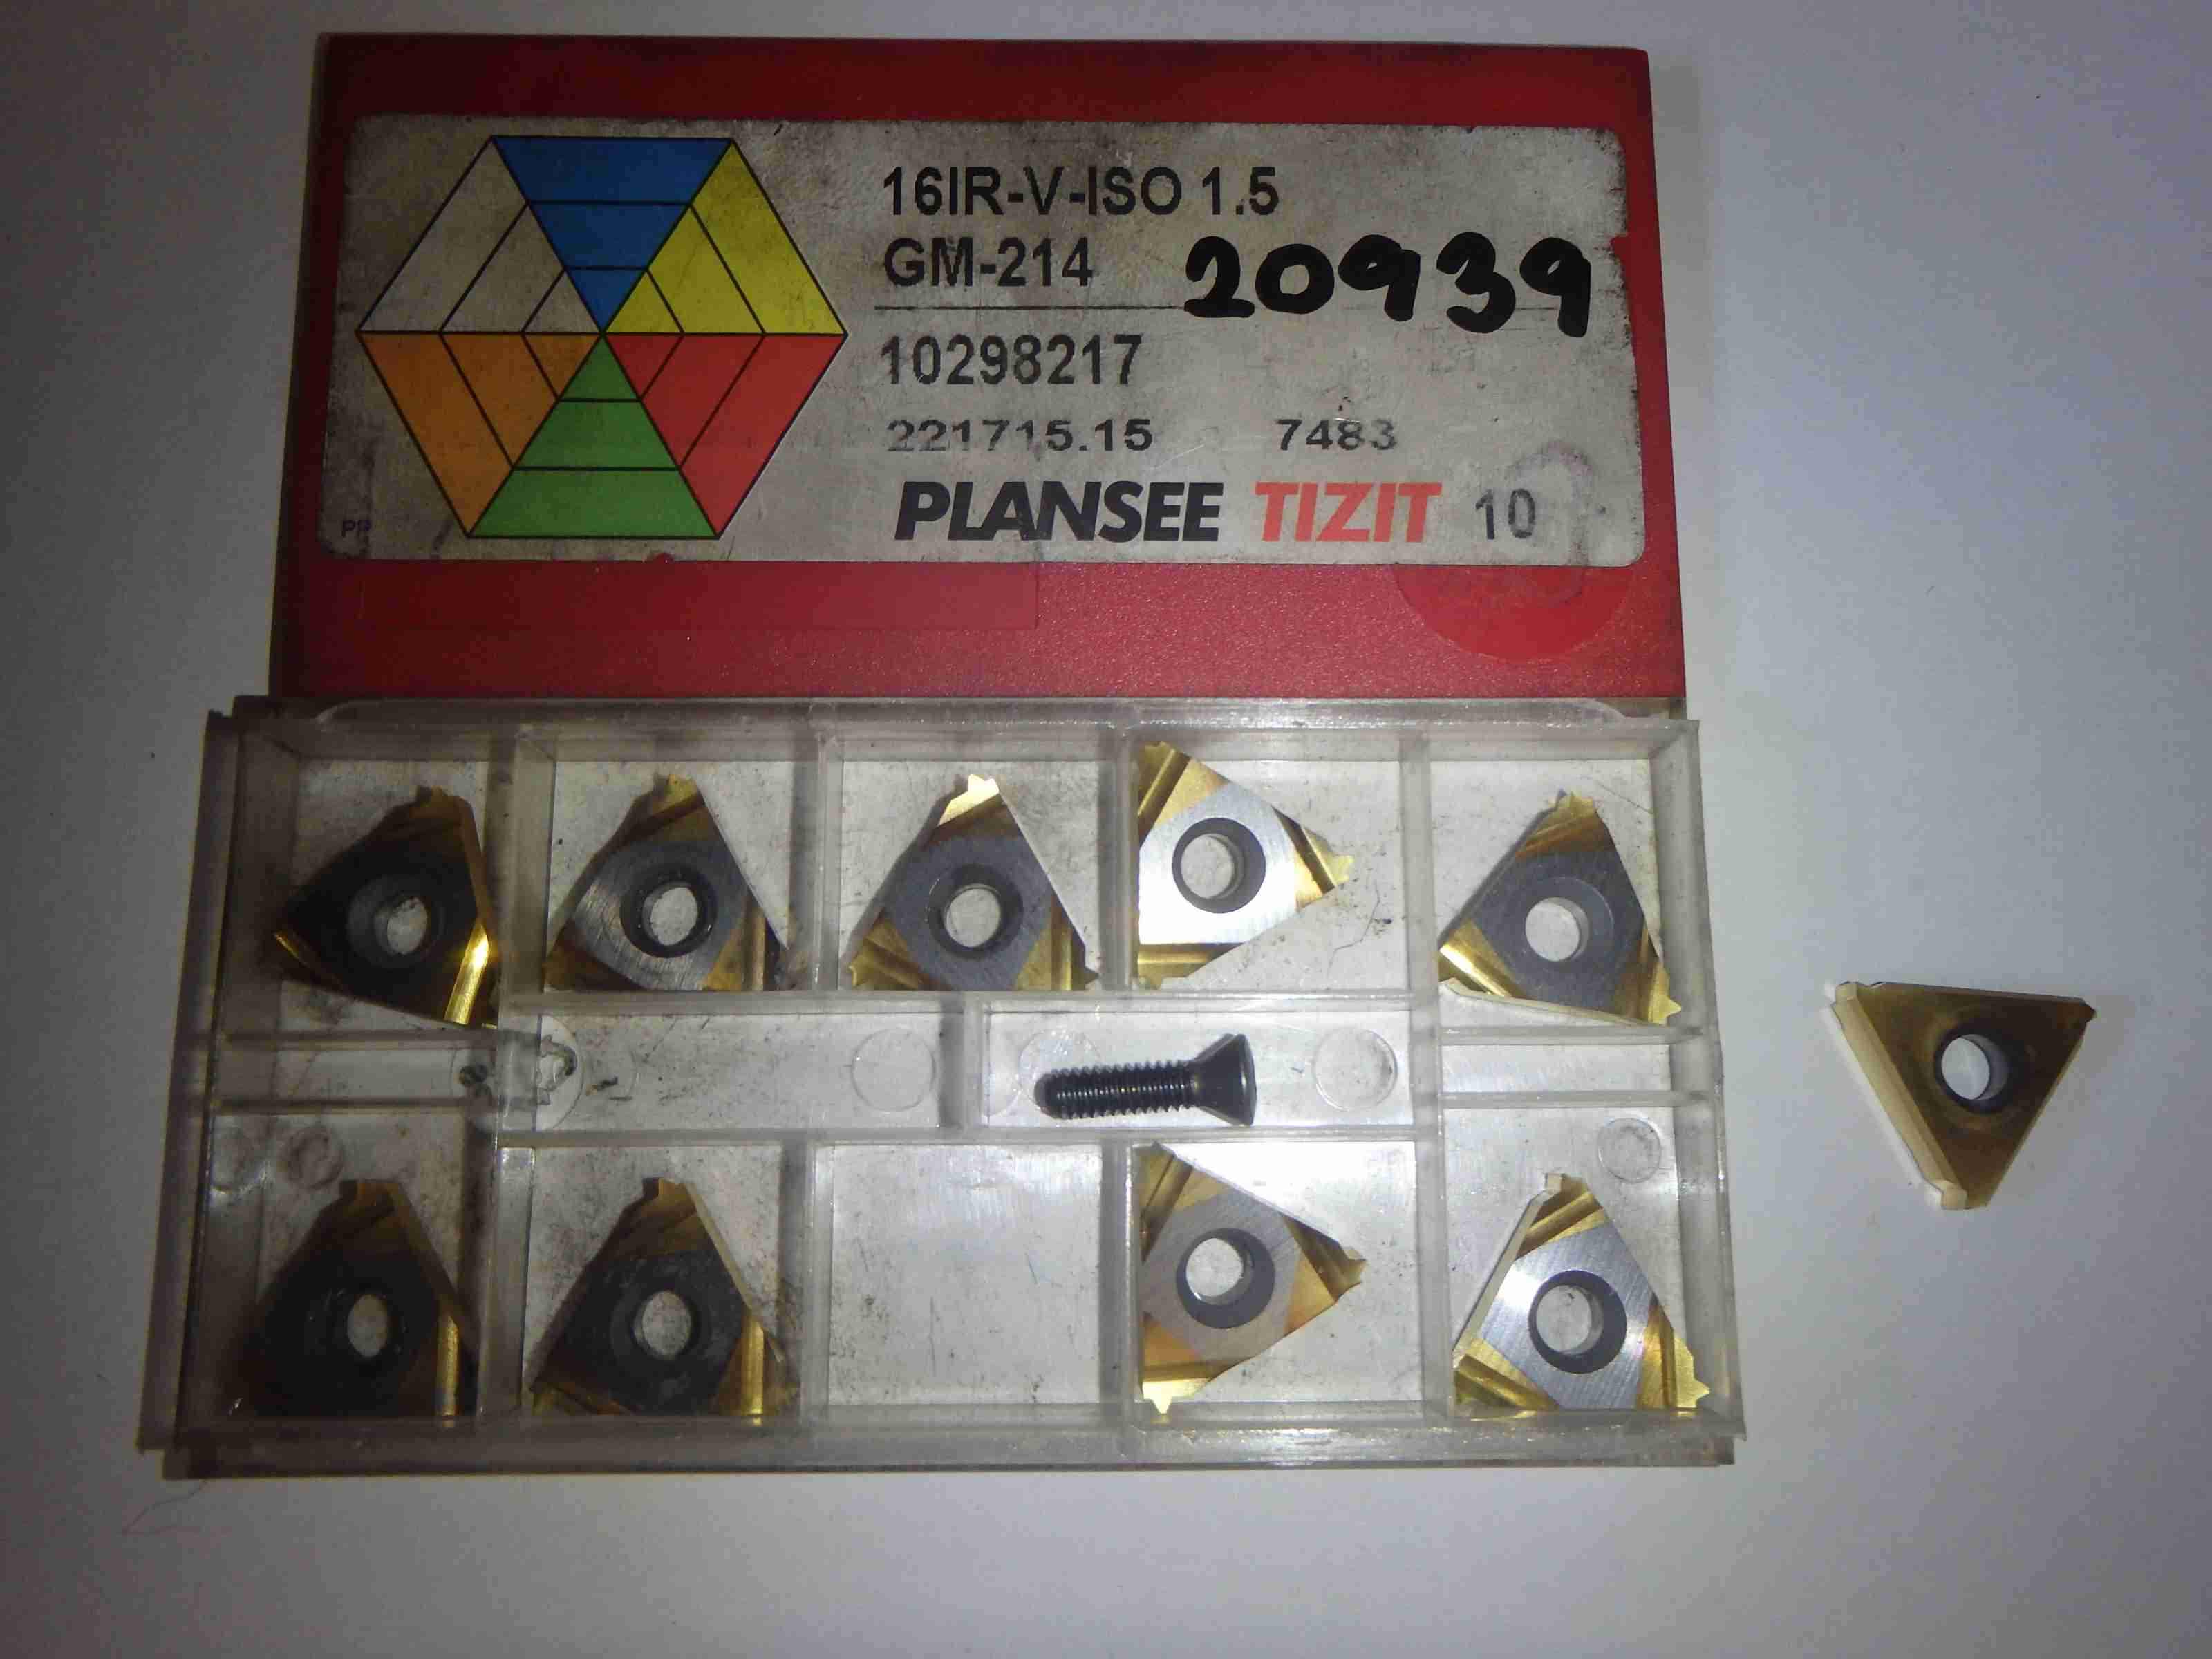 16IR-V-ISO 1.5
GM-214 20939
10298217
221715.15 7483
PLANSEE TIZIT 10
PP